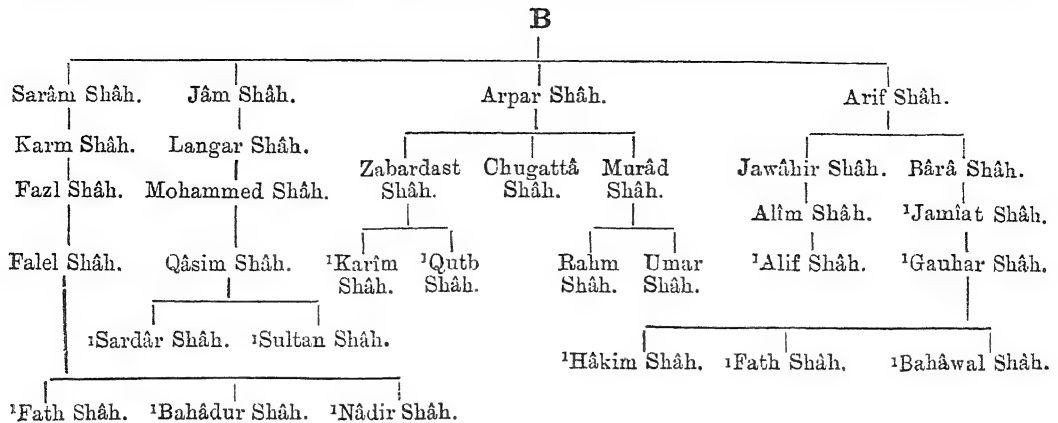 B
Sarâm Shâh. Jâm Shâh. Arpar Shâh. Arif Shâh.
Karm Shâh. Langar Shâh.
Zabardast Shâh. Chugattâ Shâh. Murâd Shâh. Jawâhir Shâh. Bârâ Shâh.
Fazl Shâh. Mohammed Shâh.
Alîm Shâh. ¹Jamîat Shâh.
Falel Shâh. Qâsim Shâh. ¹Karîm Shâh. ¹Qutb Shâh. Rahm Shâh. Umar Shâh. ¹Alif Shâh. ¹Gauhar Shâh.
¹Sardâr Shâh. ¹Sultan Shâh.
¹Hâkim Shâh. ¹Fath Shâh. ¹Bahâwal Shâh.
¹Fath Shâh. ¹Bahâdur Shâh. ¹Nâdir Shâh.